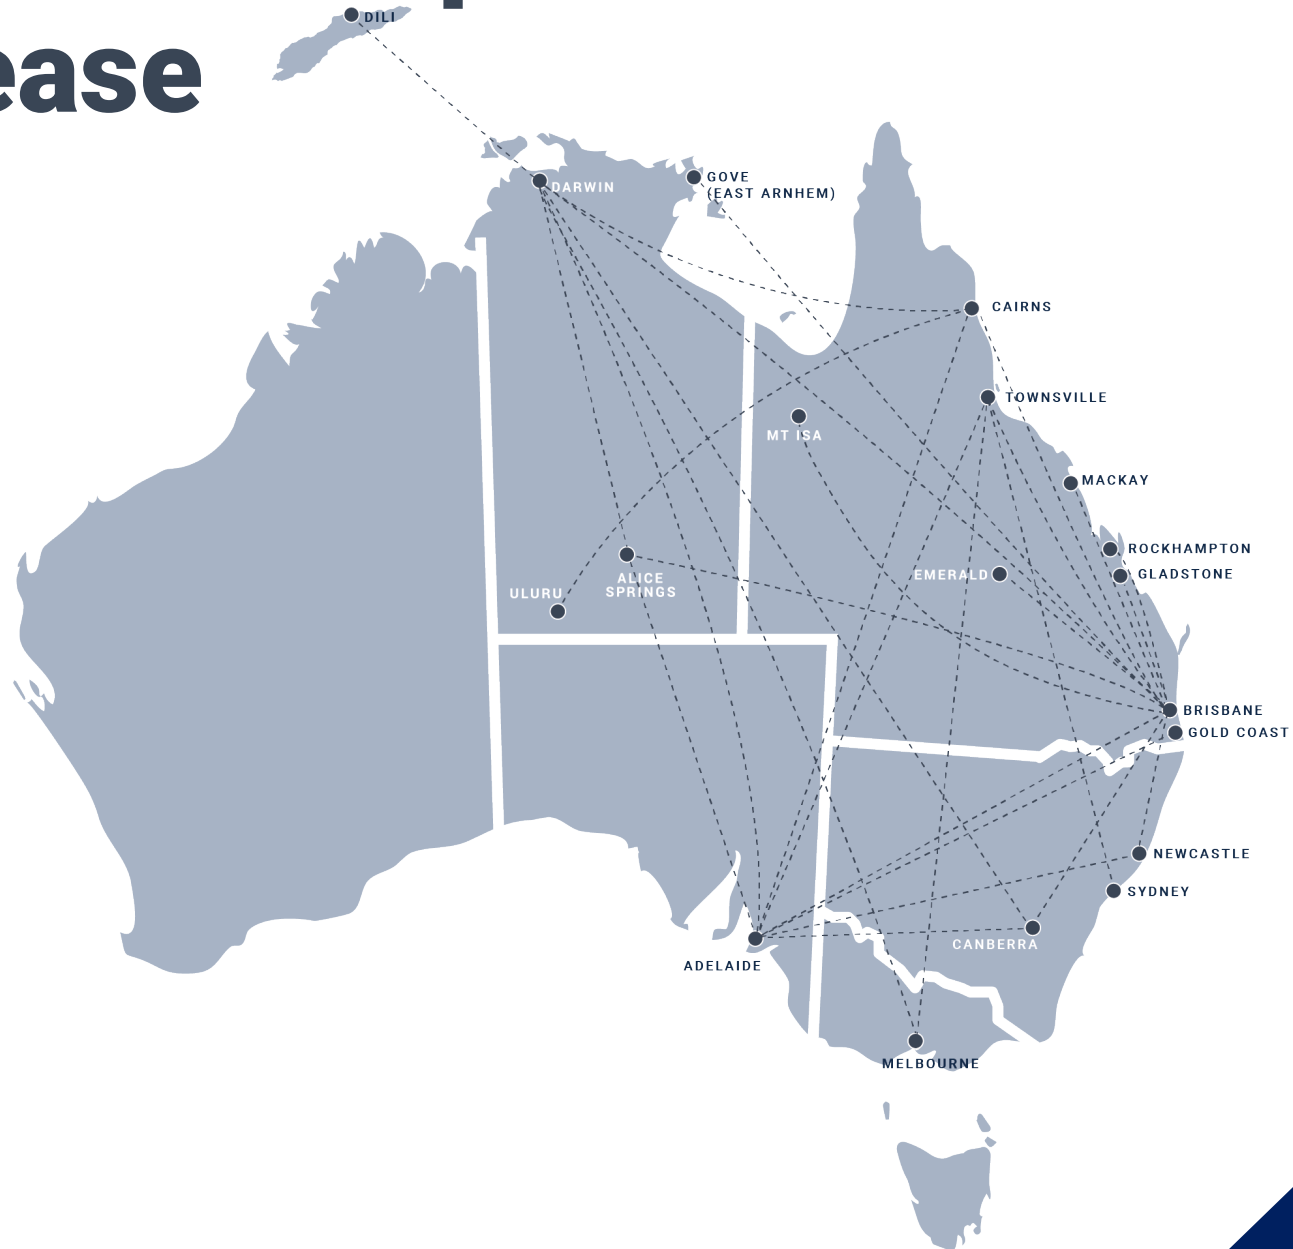 DILI
ease
GOVE
(EAST ARNHEM)
DARWIN
CAIRNS
TOWNSVILLE
MT ISA
MACKAY
ROCKHAMPTON
EMERALD
GLADSTONE
ALICE
SPRINGS
ULURU
BRISBANE
GOLD COAST
NEWCASTLE
SYDNEY
CANBERRA
ADELAIDE
MELBOURNE